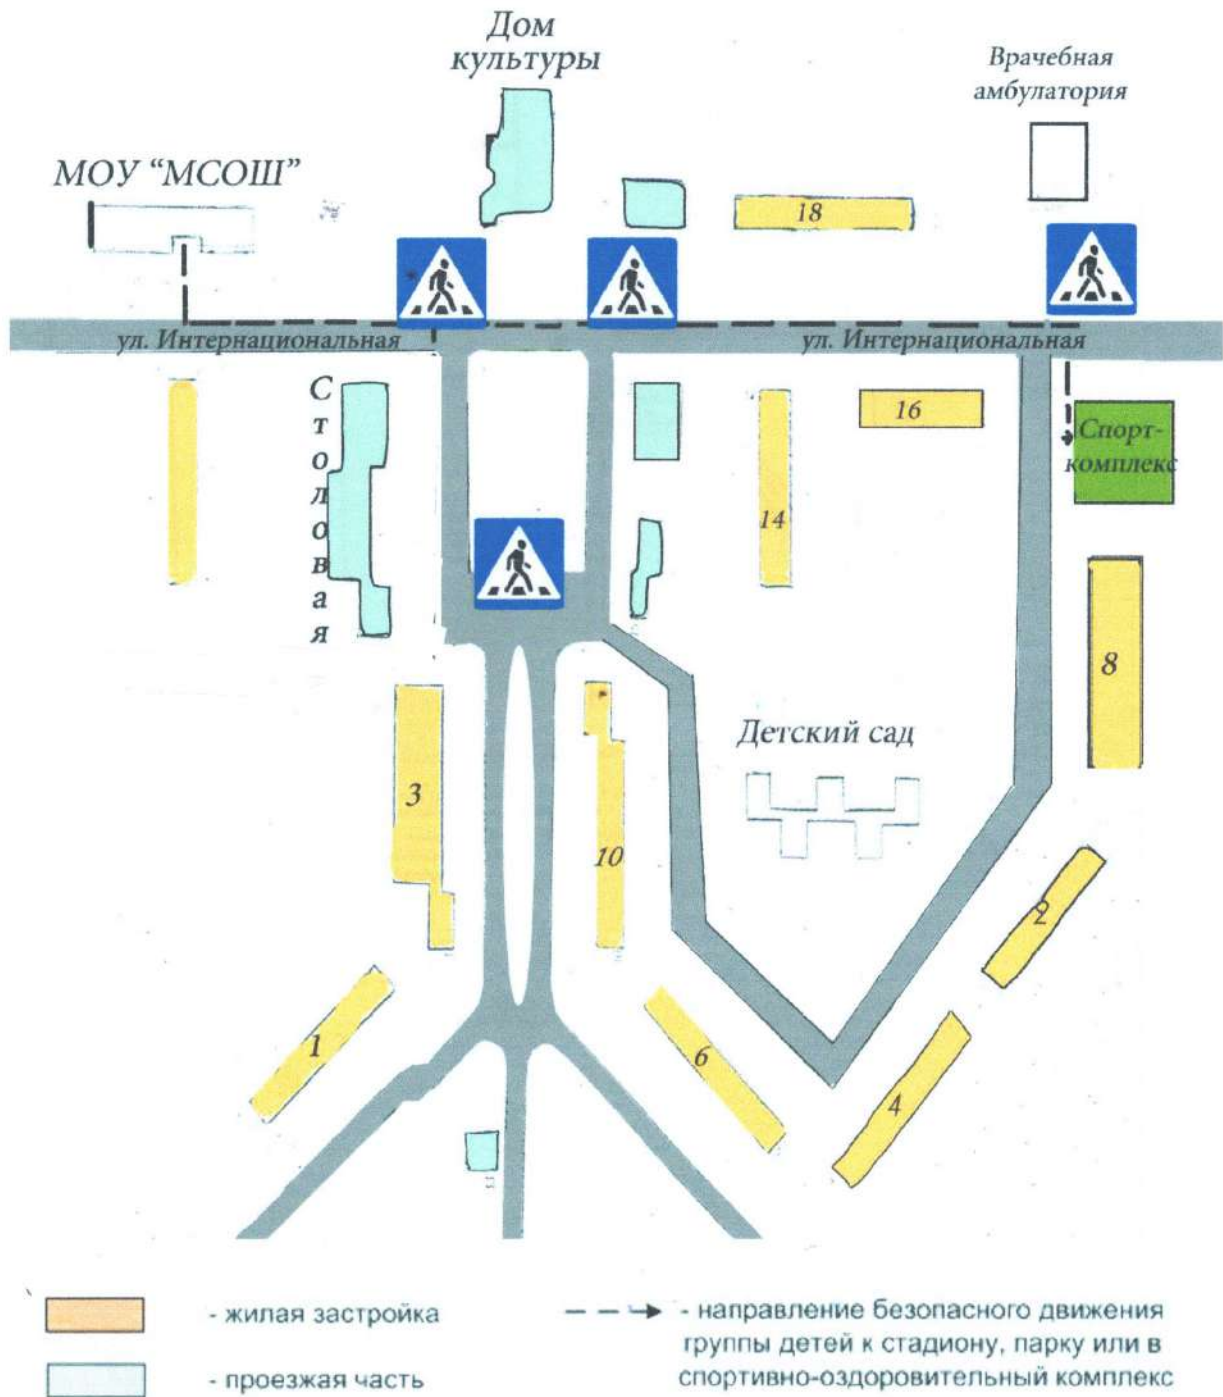 Дом
культуры
Врачебная
амбулатория
МОУ “МСОШ”
18
ул. Интернациональная
ул. Интернациональная
Столовая
16
14
Спорт-
комплекс
8
Детский сад
3
10
2
1
6
4
- жилая застройка
- проезжая часть
- направление безопасного движения
группы детей к стадиону, парку или в
спортивно-оздоровительный комплекс